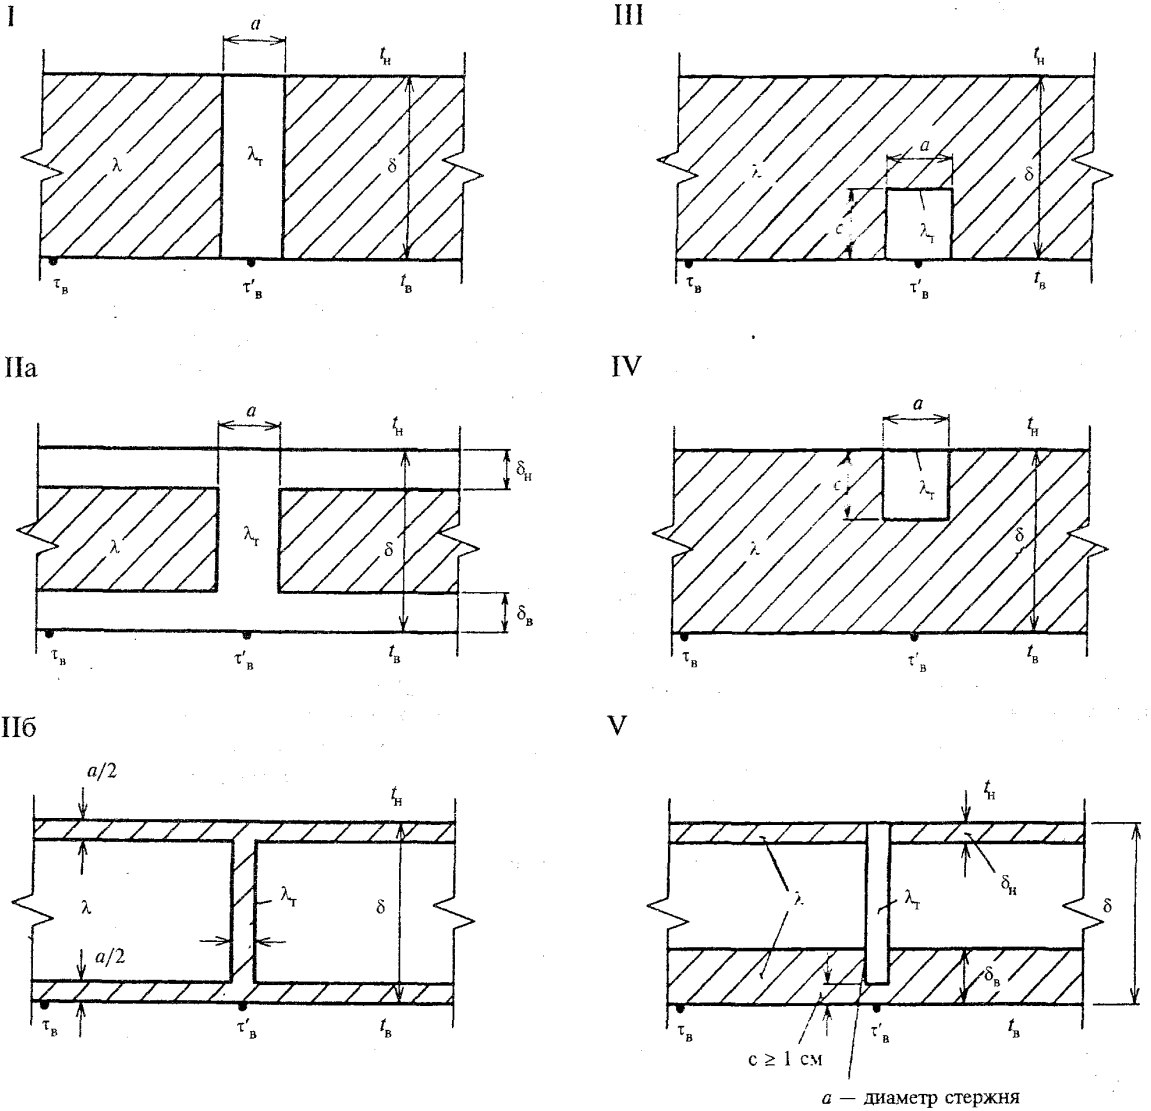 I
a
tн
λ
λт
δ
τв
τ′в
tв
III
tн
a
λ
δ
c
λт
τв
τ′в
tв
IIа
a
tн
δн
λ
λт
δ
δв
τв
τ′в
tв
IV
a
tн
c
λт
λ
δ
τв
τ′в
tв
IIб
a/2
tн
λт
λ
δ
a/2
τв
τ′в
tв
V
tн
δн
λ
λт
δ
δв
τв
τ′в
tв
c ≥ 1 см
a — диаметр стержня